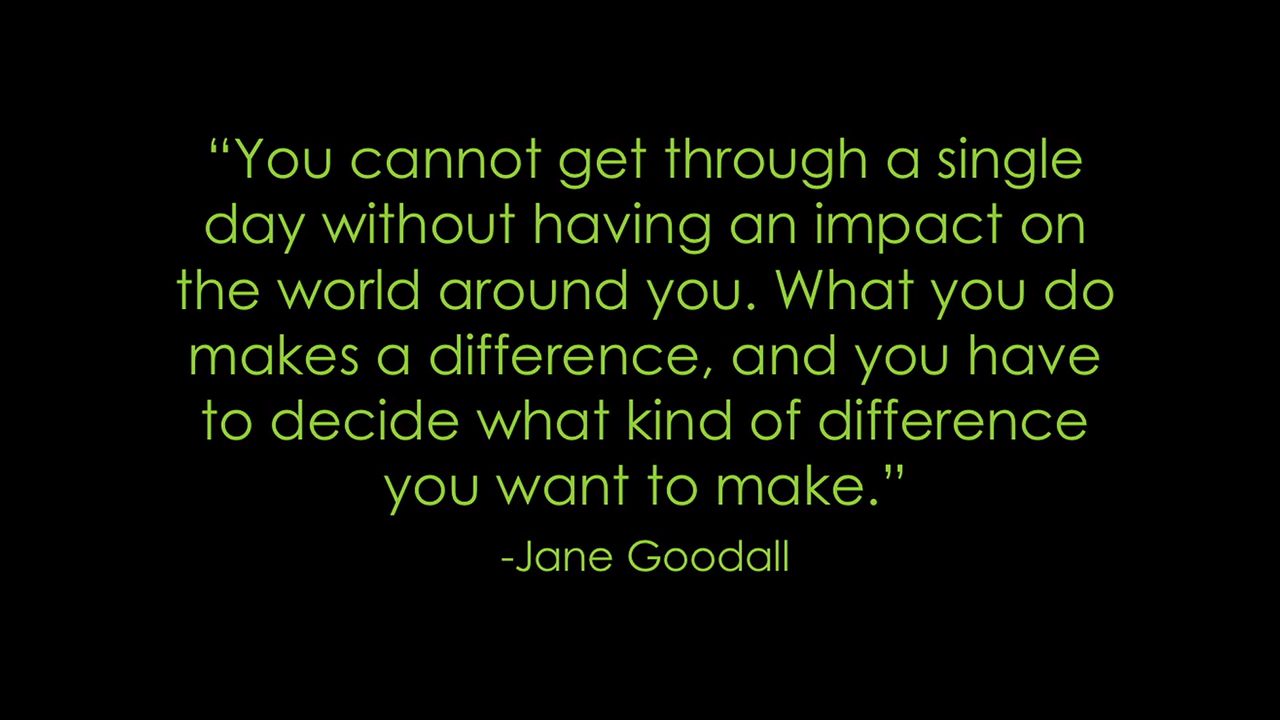 “You cannot get through a single
day without having an impact on
the world around you. What you do
makes a difference, and you have
to decide what kind of difference
you want to make.”
-Jane Goodall